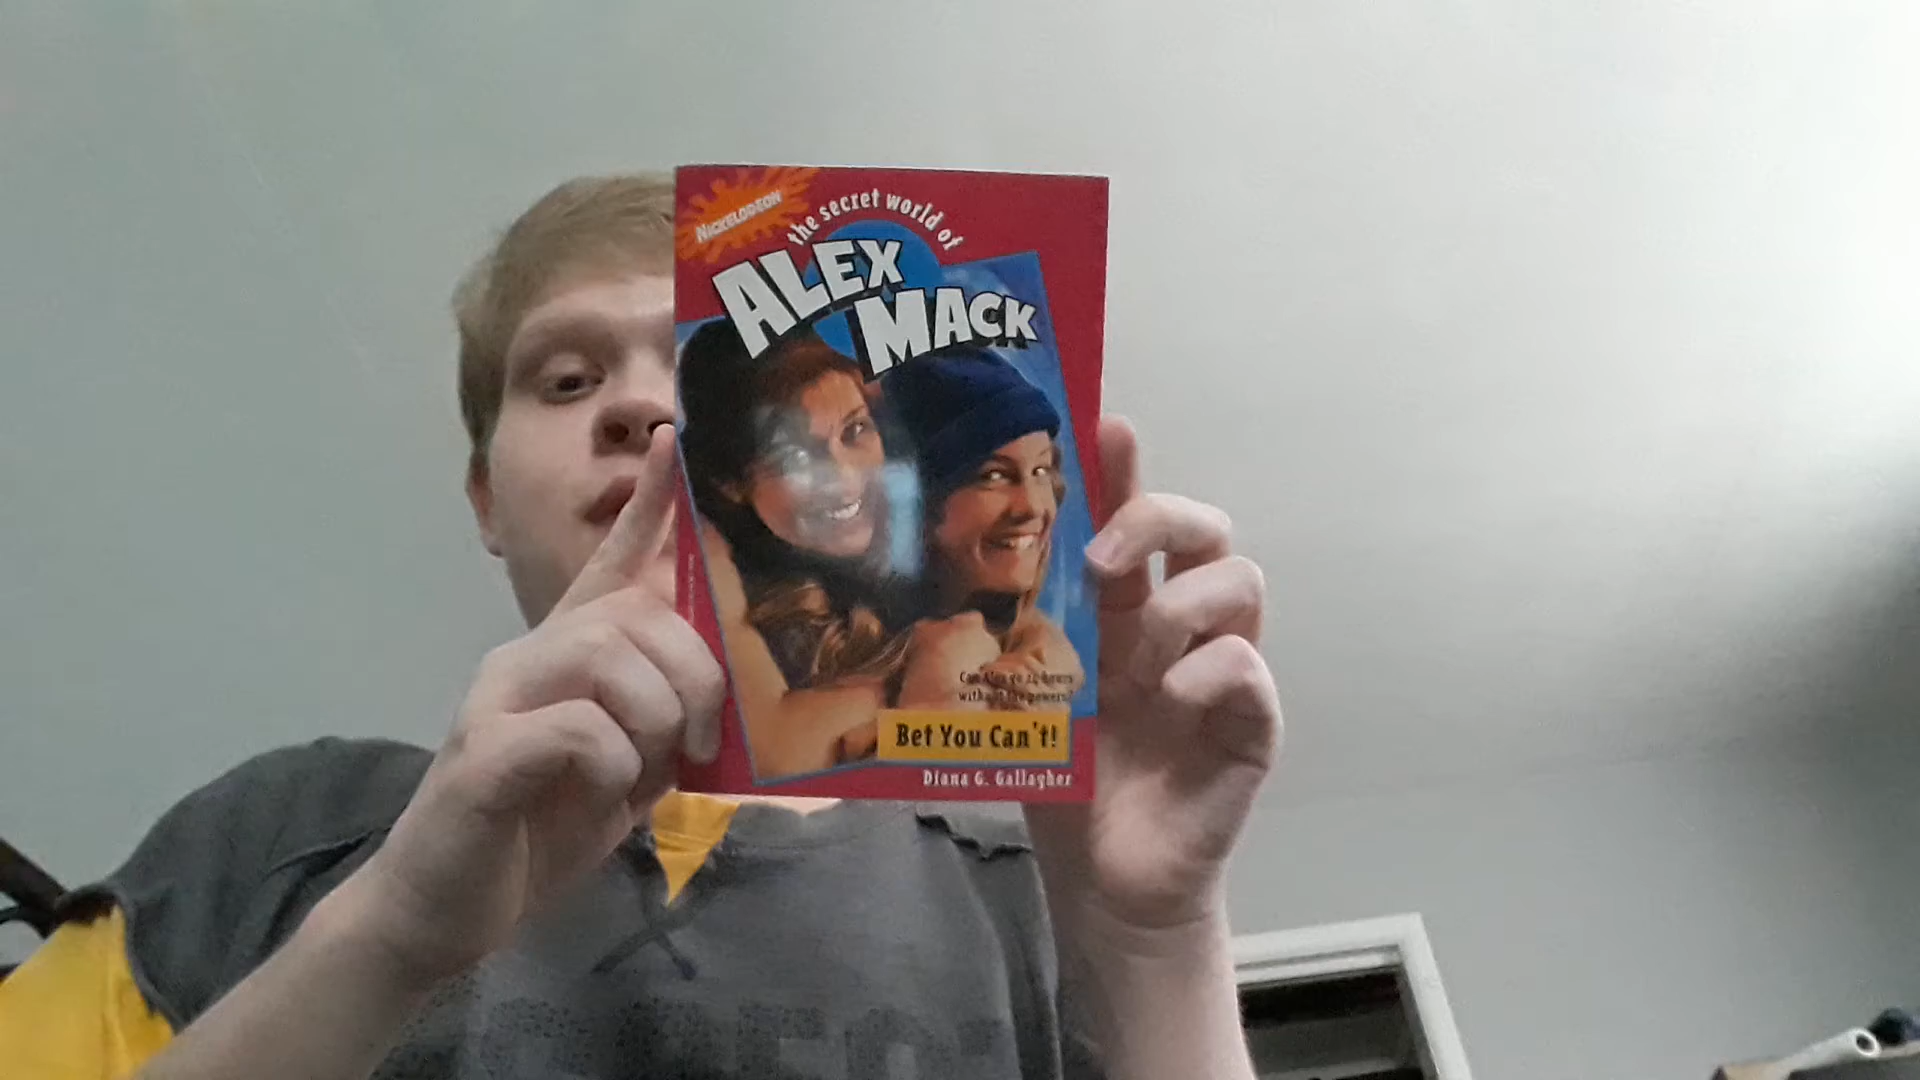 NICKELODEON
the secret world of
ALEX
MACK
Can Alex go 24 hours
without the powers?
Bet You Can't!
Diana G. Gallagher